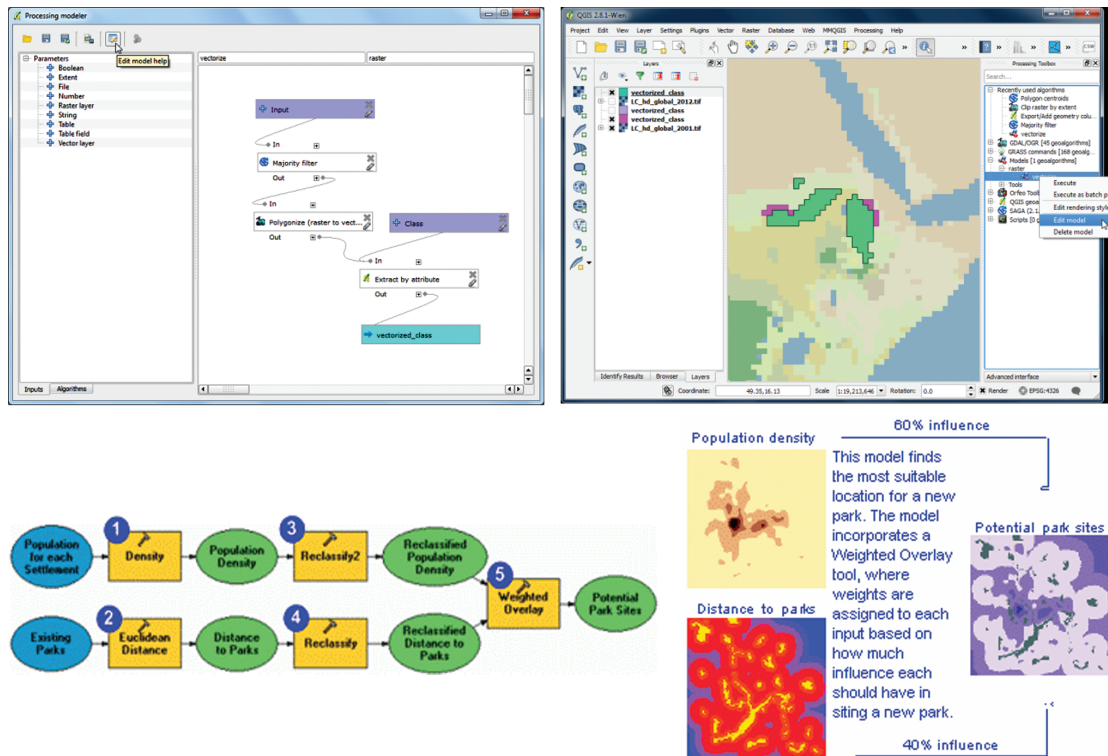 Processing modeler
Edit model help
Parameters
Boolean
Extent
File
Number
Raster layer
String
Table
Table field
Vector layer
Inputs Algorithms
vectorize raster
Input
In
Majority filter
Out
In
Polygonize (raster to vect...
Class
Out
In
Extract by attribute
Out
vectorized_class
QGIS 2.8.1-Wien
Project Edit View Layer Settings Plugins Vector Raster Database Web MMQGIS Processing Help
CSW
Layers
vectorized_class
LC_hd_global_2012.tif
vectorized_class
vectorized_class
LC_hd_global_2001.tif
Identify Results Browser Layers
Processing Toolbox
Search...
Recently used algorithms
Polygon centroids
Clip raster by extent
Export/Add geometry colu...
Majority filter
vectorize
GDAL/OGR [45 geoalgorithms]
GRASS commands [168 geoalg...
Models [1 geoalgorithms]
raster
Tools
Orfeo Toolb
QGIS geoa
SAGA (2.1.
Scripts [0 g
Execute
Execute as batch p
Edit rendering style
Edit model
Delete model
Advanced interface
Coordinate: 49.35,16.13 Scale 1:19,213,646 Rotation: 0.0 Render EPSG:4326
1
3
Population
for each
Settlement
Density
Population
Density
Reclassify2
Reclassified
Population
Density
5
Weighted
Overlay
Potential
Park Sites
2
4
Existing
Parks
Euclidean
Distance
Distance
to Parks
Reclassify
Reclassified
Distance to
Parks
60% influence
Population density
This model finds
the most suitable
location for a new
park. The model
incorporates a
Weighted Overlay
tool, where
weights are
assigned to each
input based on
how much
influence each
should have in
siting a new park.
Potential park sites
Distance to parks
40% influence